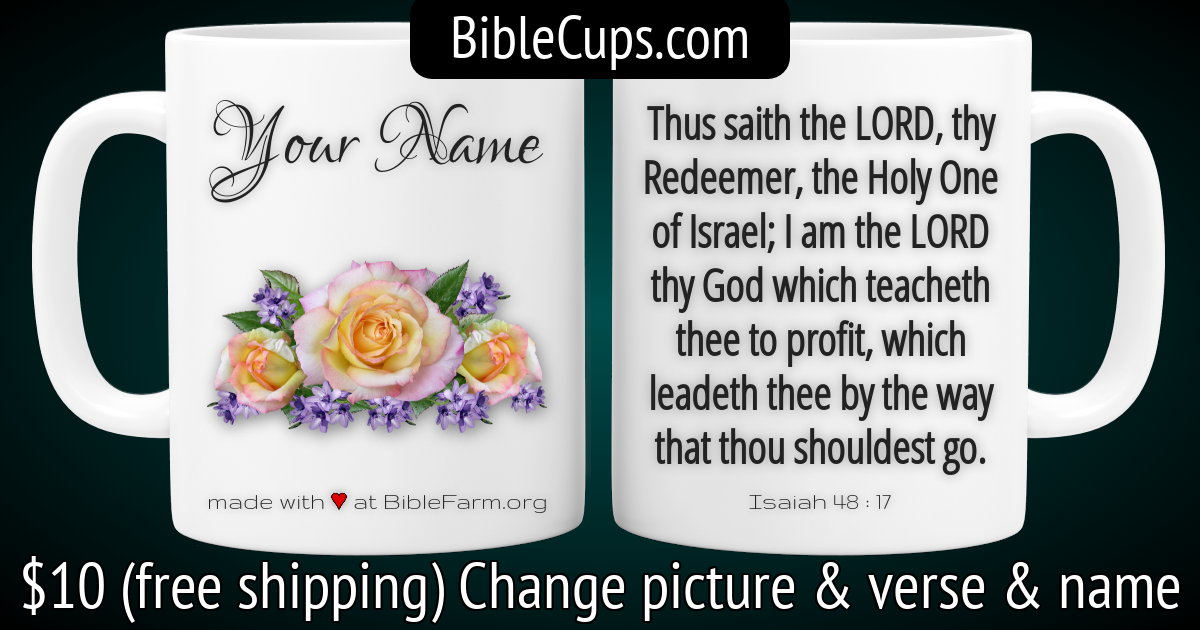 BibleCups.com
Your Name
made with ♥ at BibleFarm.org
Thus saith the LORD, thy
Redeemer, the Holy One
of Israel; I am the LORD
thy God which teacheth
thee to profit, which
leadeth thee by the way
that thou shouldest go.
Isaiah 48 : 17
$10 (free shipping) Change picture & verse & name